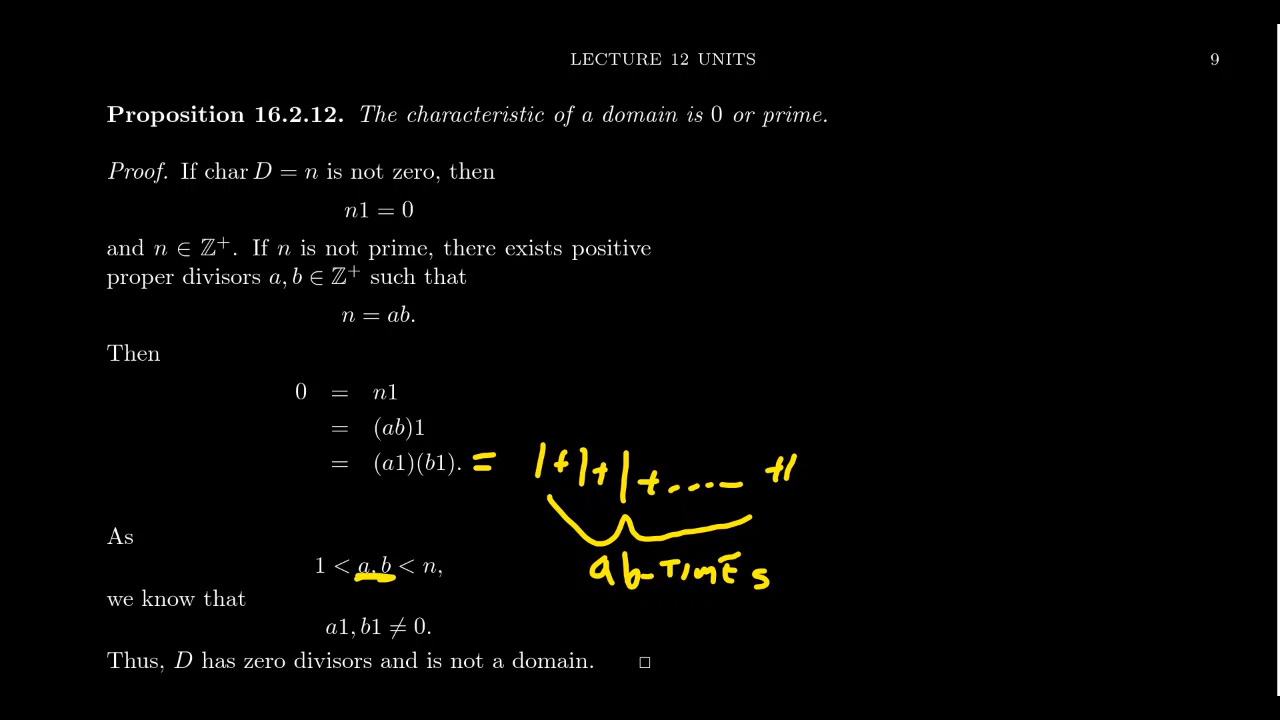 LECTURE 12 UNITS 9
Proposition 16.2.12. The characteristic of a domain is 0 or prime.
Proof. If char D = n is not zero, then
n1 = 0
and n ∈ ℤ⁺. If n is not prime, there exists positive
proper divisors a, b ∈ ℤ⁺ such that
n = ab.
Then
0 = n1
= (ab)1
= (a1)(b1). = 1+1+1+....- +1
ab-TIMES
As
1 < a, b < n,
we know that
a1, b1 ≠ 0.
Thus, D has zero divisors and is not a domain. □